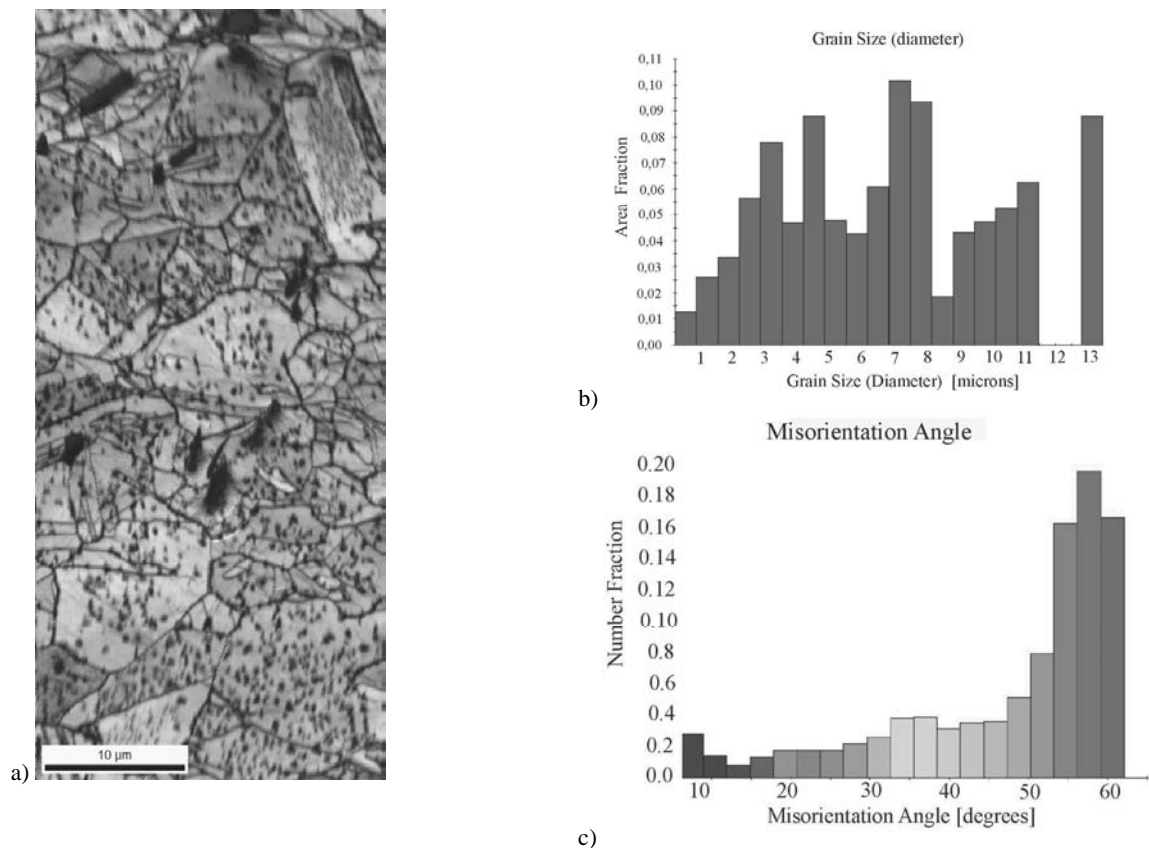 10 µm
a)
Grain Size (diameter)
Area Fraction
0,11
0,10
0,09
0,08
0,07
0,06
0,05
0,04
0,03
0,02
0,01
0,00
1 2 3 4 5 6 7 8 9 10 11 12 13
Grain Size (Diameter) [microns]
b)
Misorientation Angle
Number Fraction
0.20
0.18
0.16
0.14
0.12
0.10
0.8
0.6
0.4
0.2
0.0
10 20 30 40 50 60
Misorientation Angle [degrees]
c)